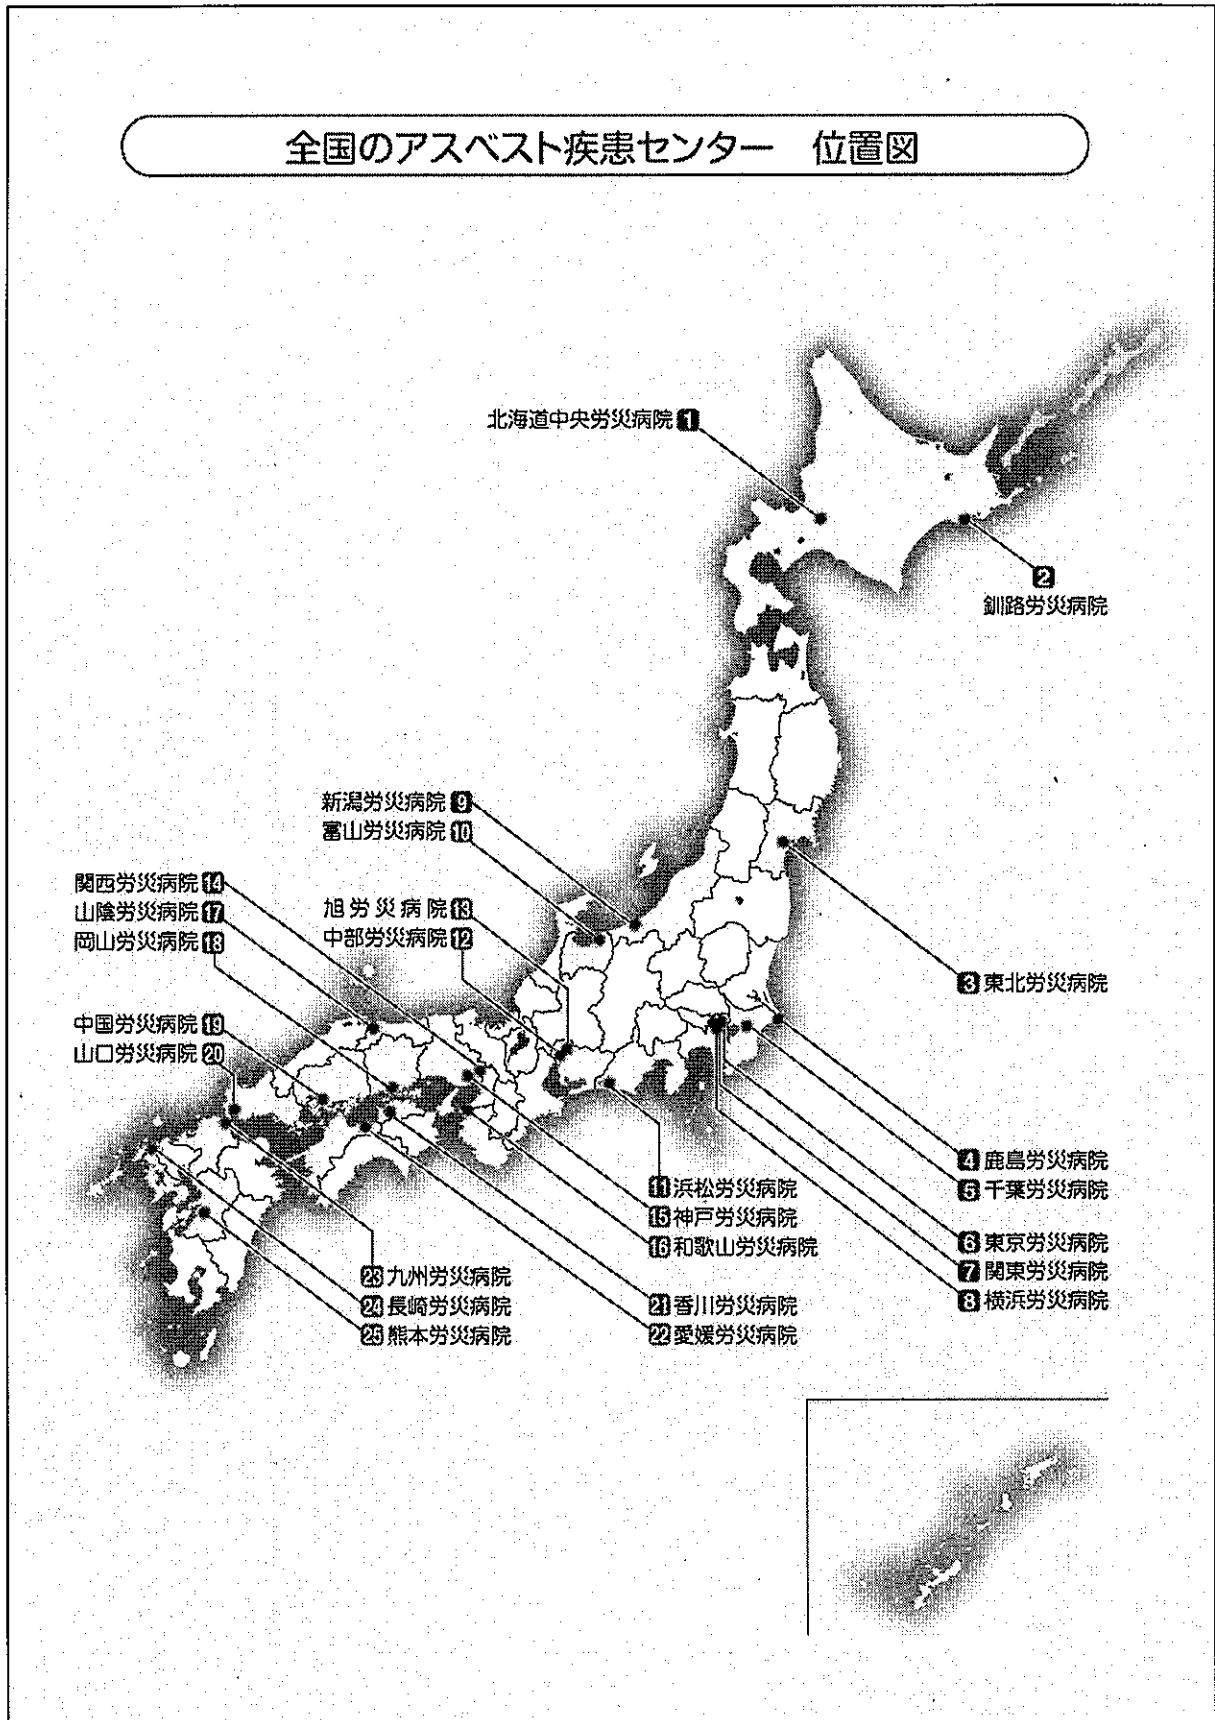 全国のアスベスト疾患センター 位置図
北海道中央労災病院 1
2
釧路労災病院
新潟労災病院 9
富山労災病院 10
関西労災病院 14
山陰労災病院 17
岡山労災病院 18
旭労災病院 13
中部労災病院 12
中国労災病院 19
山口労災病院 20
3 東北労災病院
4 鹿島労災病院
5 千葉労災病院
6 東京労災病院
7 関東労災病院
8 横浜労災病院
11 浜松労災病院
15 神戸労災病院
16 和歌山労災病院
21 香川労災病院
22 愛媛労災病院
23 九州労災病院
24 長崎労災病院
25 熊本労災病院